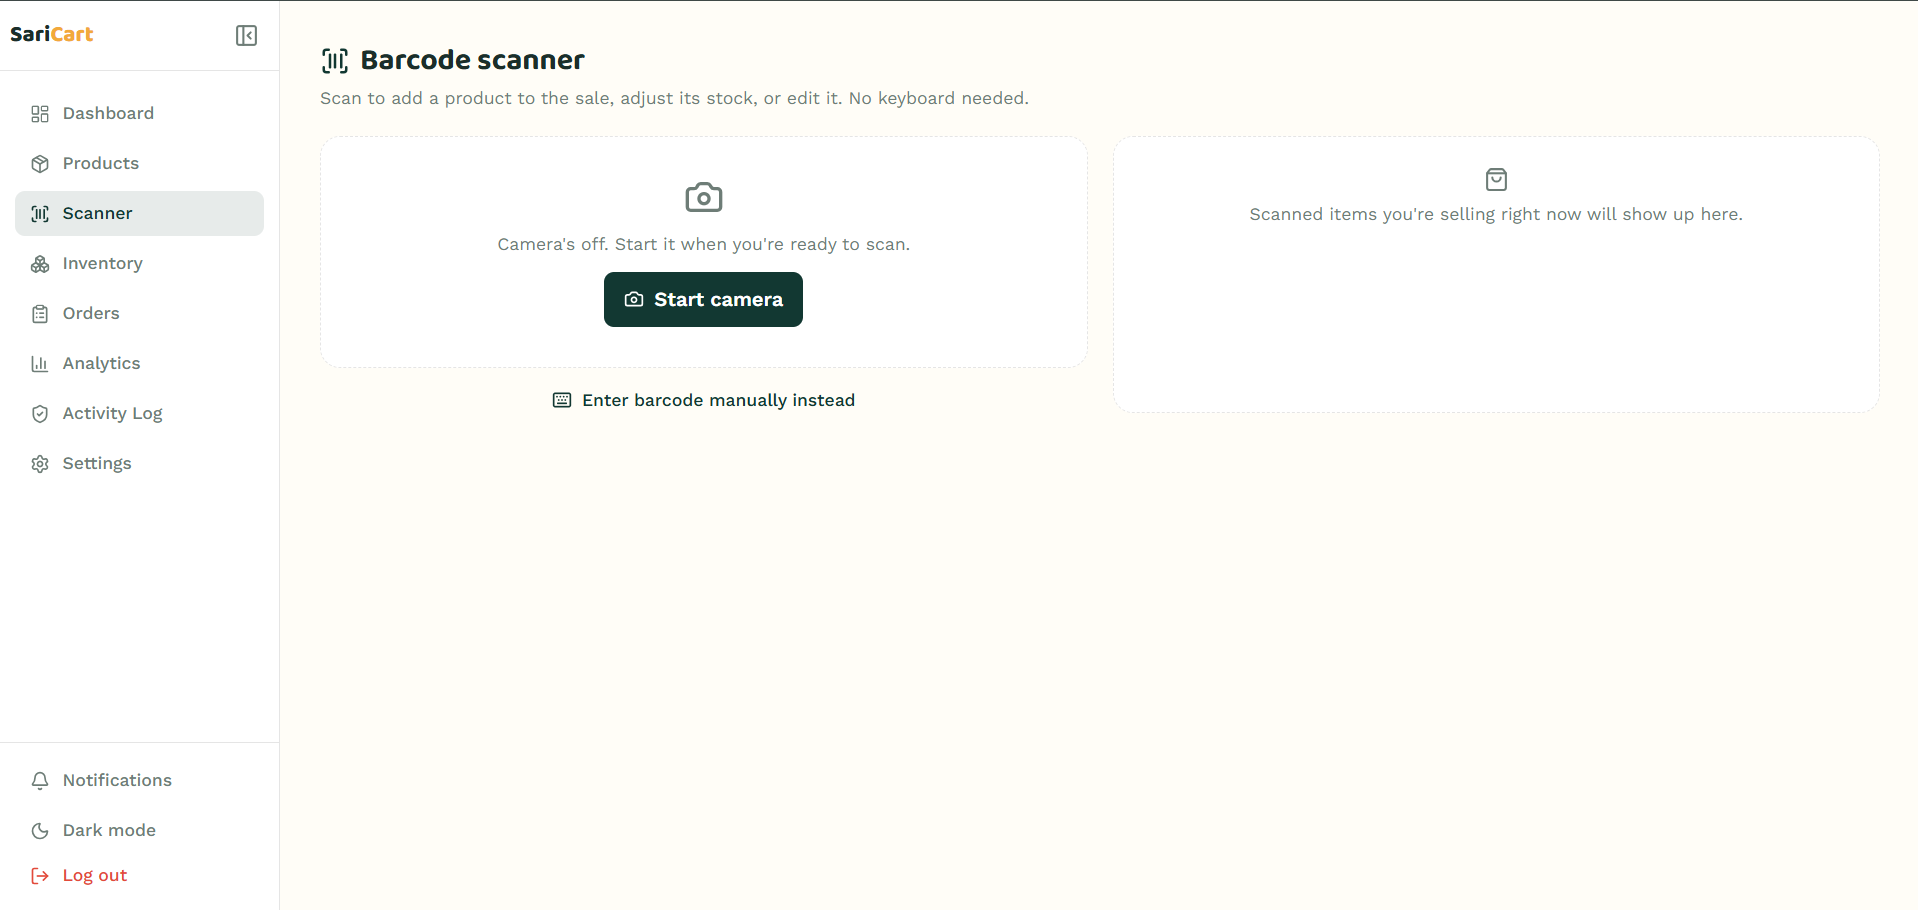 SariCart
Dashboard
Products
Scanner
Inventory
Orders
Analytics
Activity Log
Settings
Notifications
Dark mode
Log out
Barcode scanner
Scan to add a product to the sale, adjust its stock, or edit it. No keyboard needed.
Camera's off. Start it when you're ready to scan.
Start camera
Enter barcode manually instead
Scanned items you're selling right now will show up here.